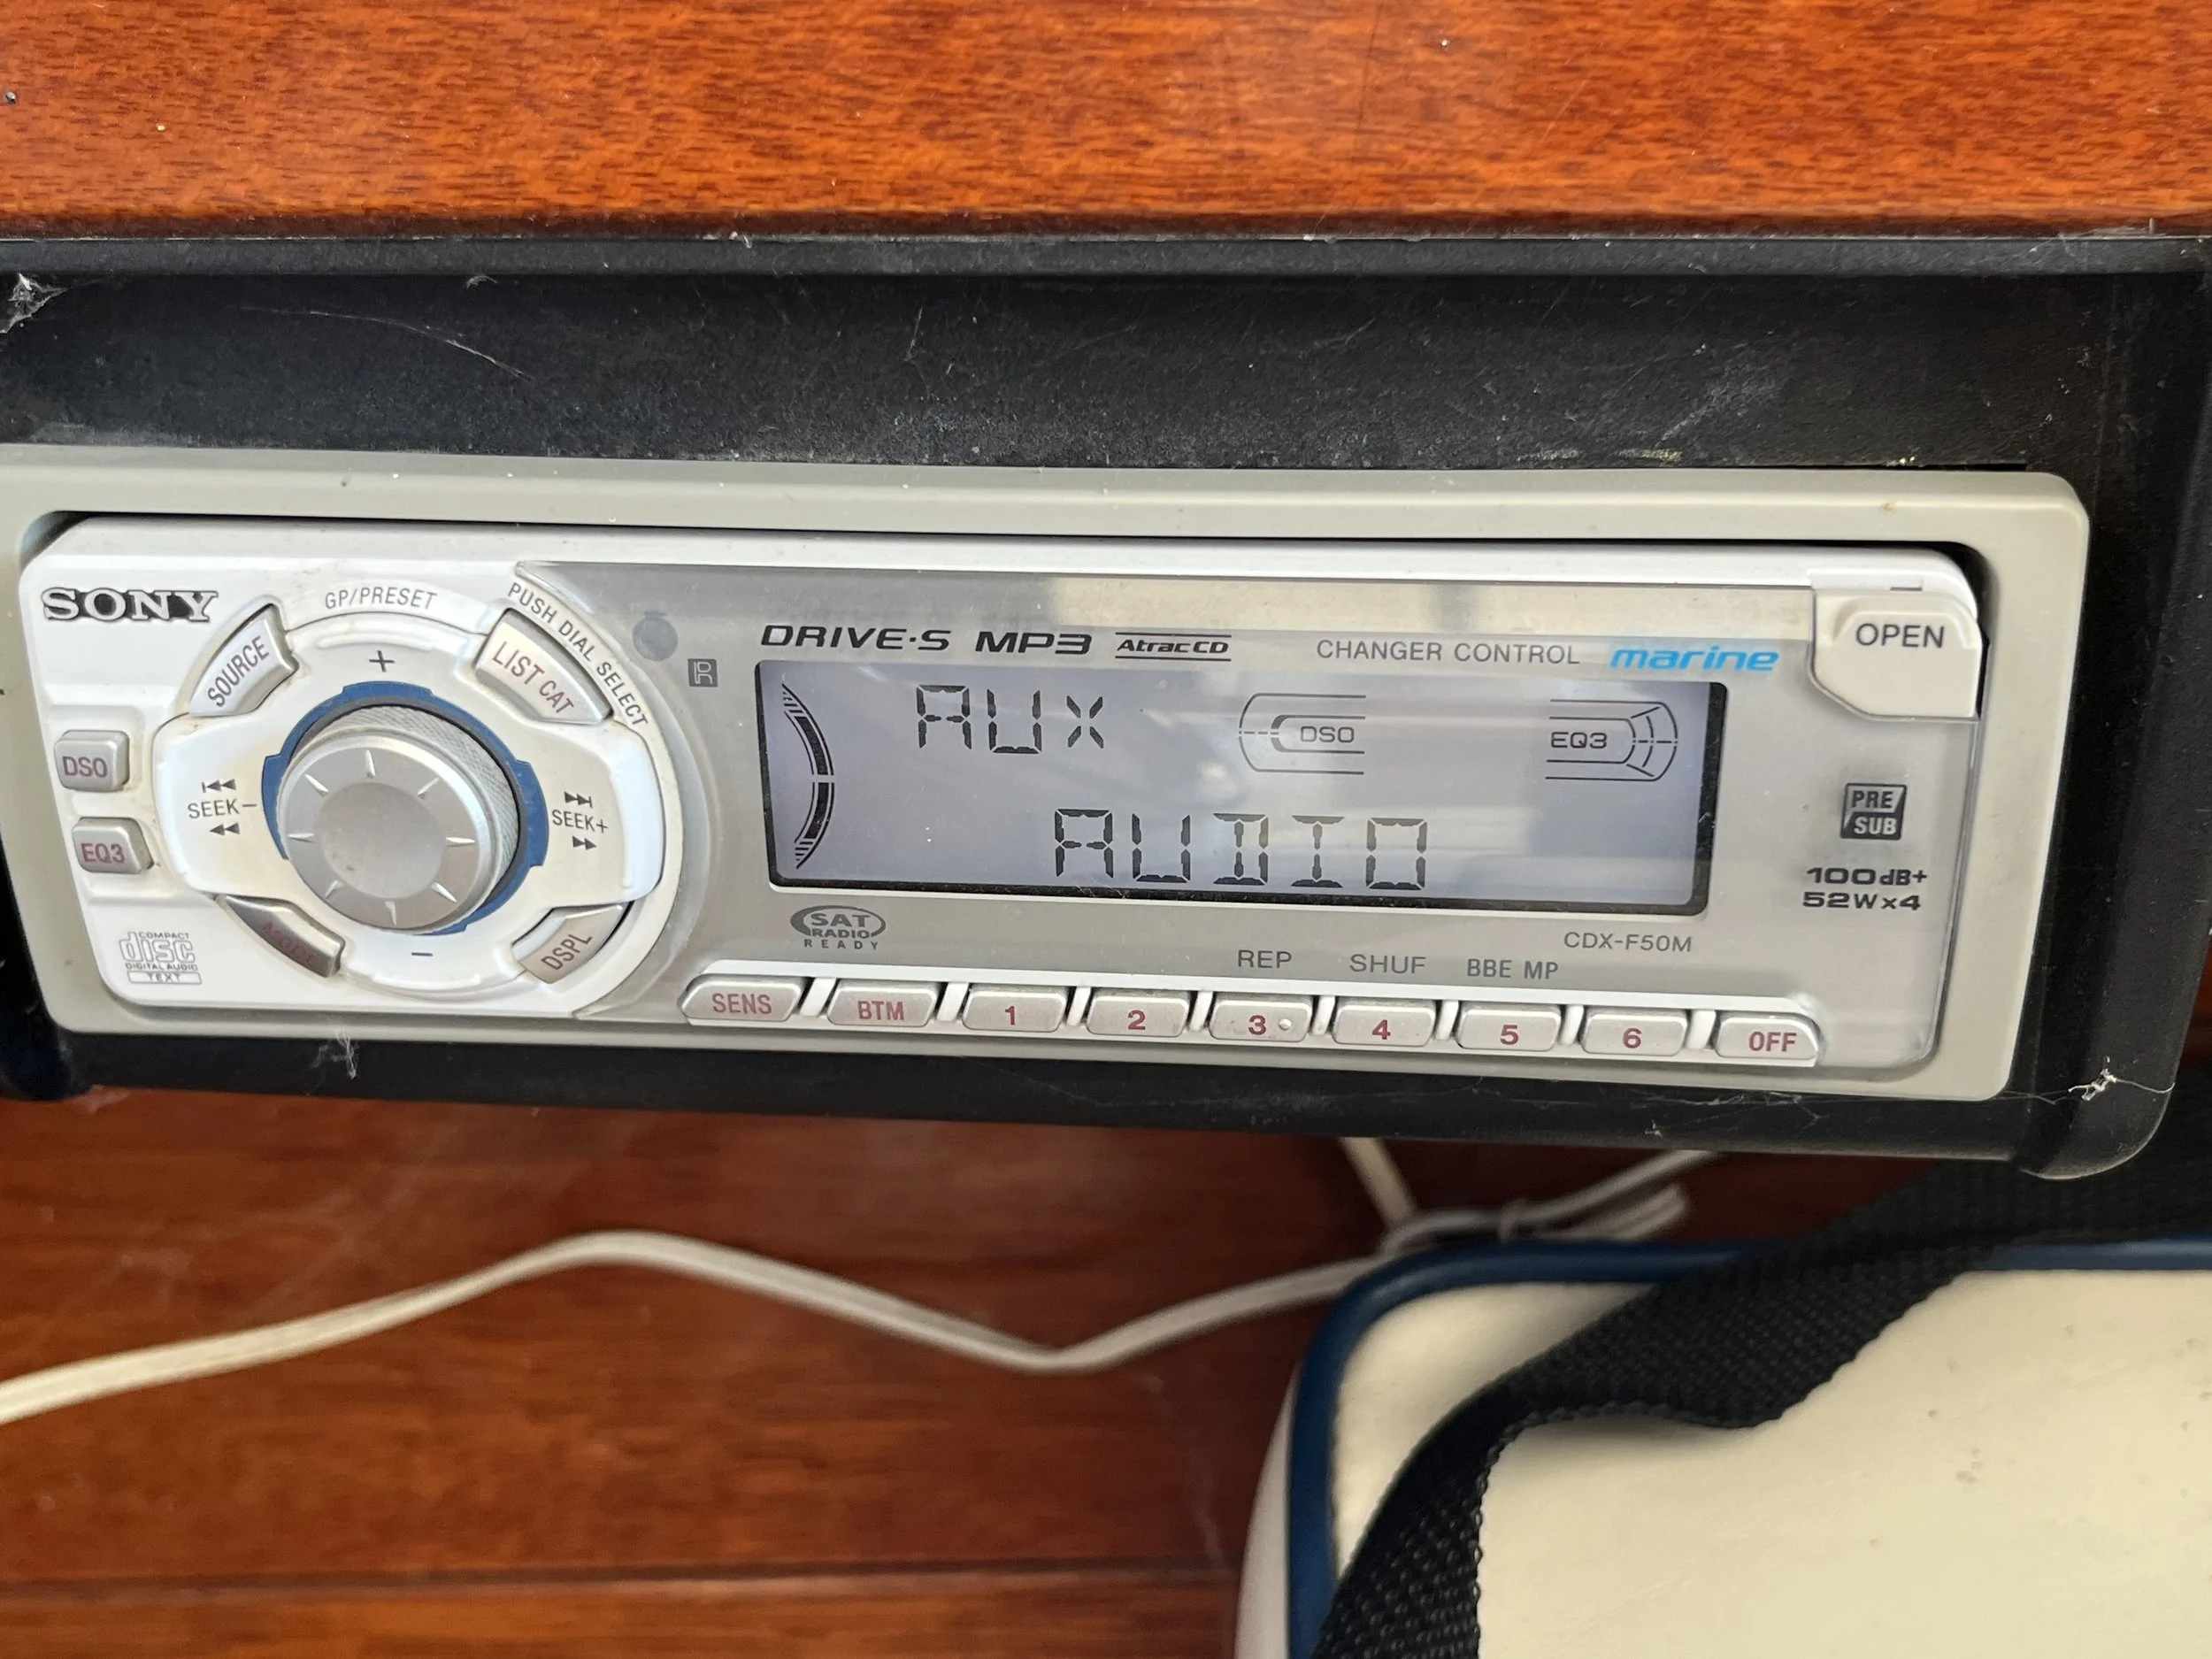 SONY
GP/PRESET
PUSH DIAL SELECT
SOURCE
LIST CAT
+
DSO
SEEK−
SEEK+
EQ3
MODE
DSPL
−
COMPACT
disc
DIGITAL AUDIO
TEXT
DRIVE·S MP3 Atrac CD CHANGER CONTROL marine
OPEN
R
AUX DSO EQ3
AUDIO
PRE
SUB
100dB+
52W×4
SAT
RADIO
READY
CDX-F50M
REP SHUF BBE MP
SENS BTM 1 2 3 4 5 6 OFF